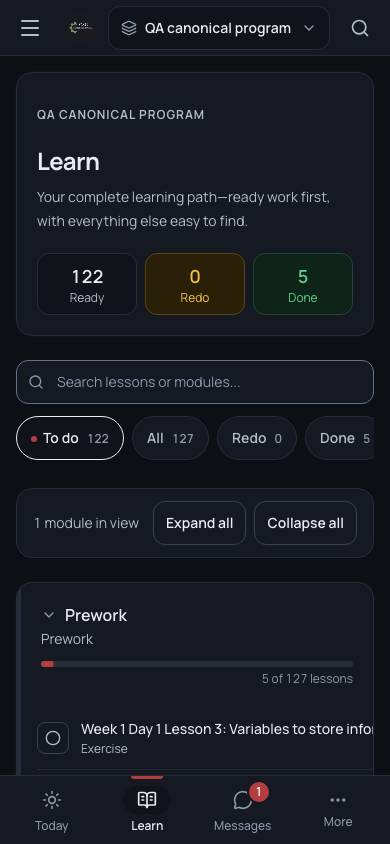 QA canonical program
QA CANONICAL PROGRAM
Learn
Your complete learning path—ready work first,
with everything else easy to find.
122
Ready
0
Redo
5
Done
Search lessons or modules...
To do 122
All 127
Redo 0
Done 5
1 module in view
Expand all
Collapse all
Prework
Prework
5 of 127 lessons
Week 1 Day 1 Lesson 3: Variables to store infor
Exercise
1
Today
Learn
Messages
More